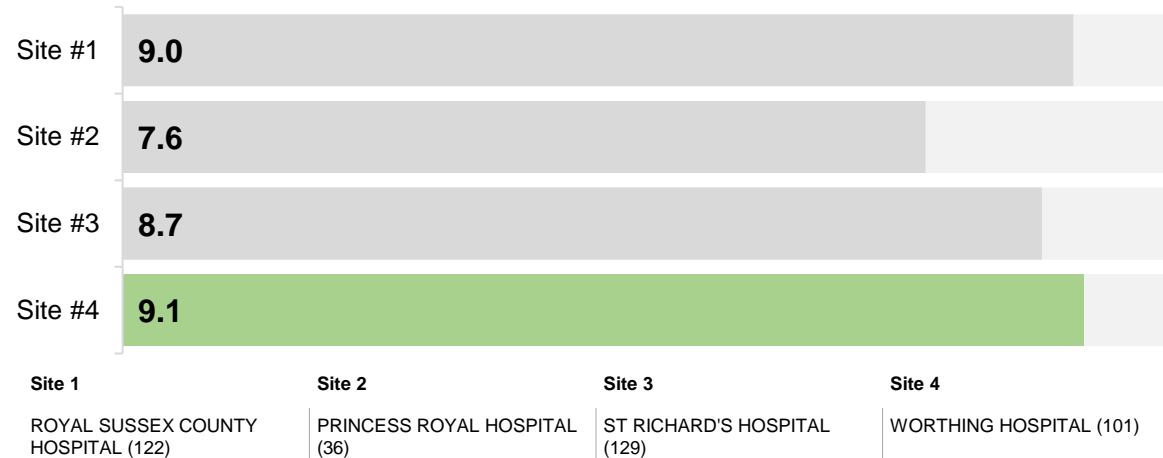 Site #1 9.0
Site #2 7.6
Site #3 8.7
Site #4 9.1
Site 1 Site 2 Site 3 Site 4
ROYAL SUSSEX COUNTY PRINCESS ROYAL HOSPITAL ST RICHARD'S HOSPITAL WORTHING HOSPITAL (101)
HOSPITAL (122) (36) (129)